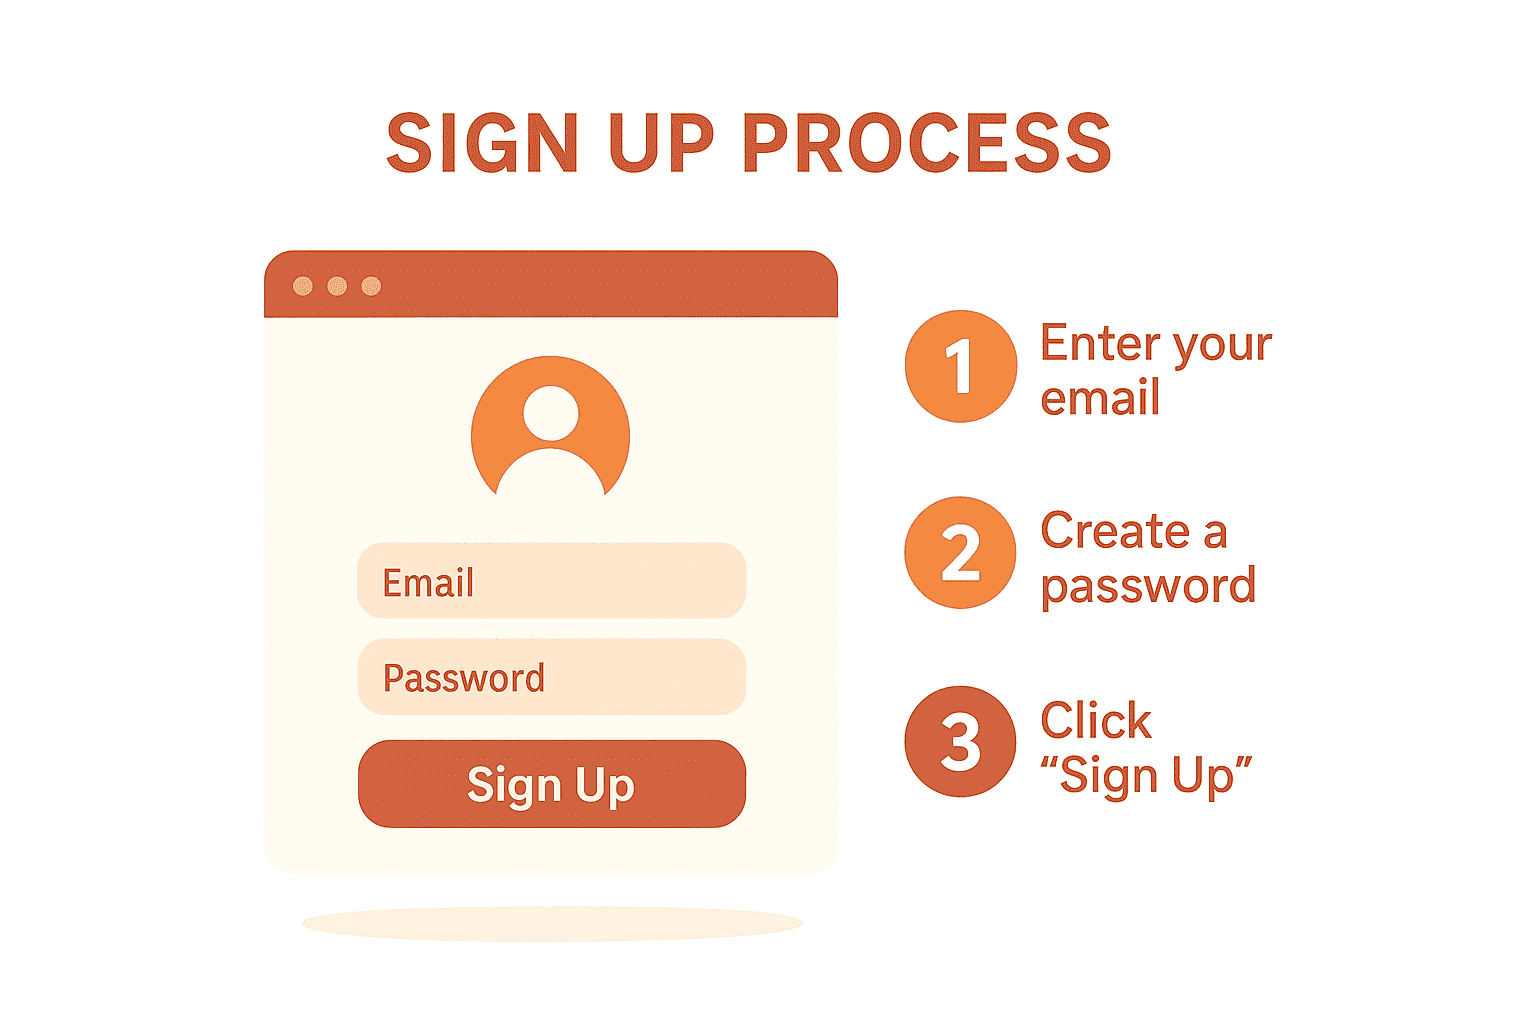 SIGN UP PROCESS
Email
Password
Sign Up
1
Enter your
email
2
Create a
password
3
Click
“Sign Up”